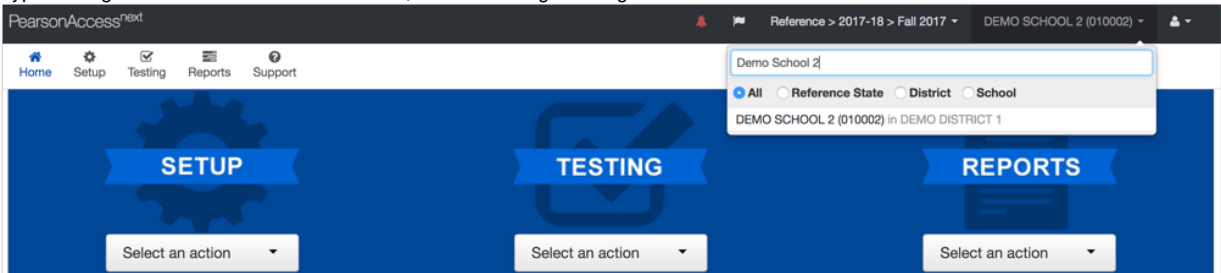 PearsonAccessnext
Reference > 2017-18 > Fall 2017
DEMO SCHOOL 2 (010002)
Home
Setup
Testing
Reports
Support
Demo School 2
All
Reference State
District
School
DEMO SCHOOL 2 (010002) in DEMO DISTRICT 1
SETUP
TESTING
REPORTS
Select an action
Select an action
Select an action